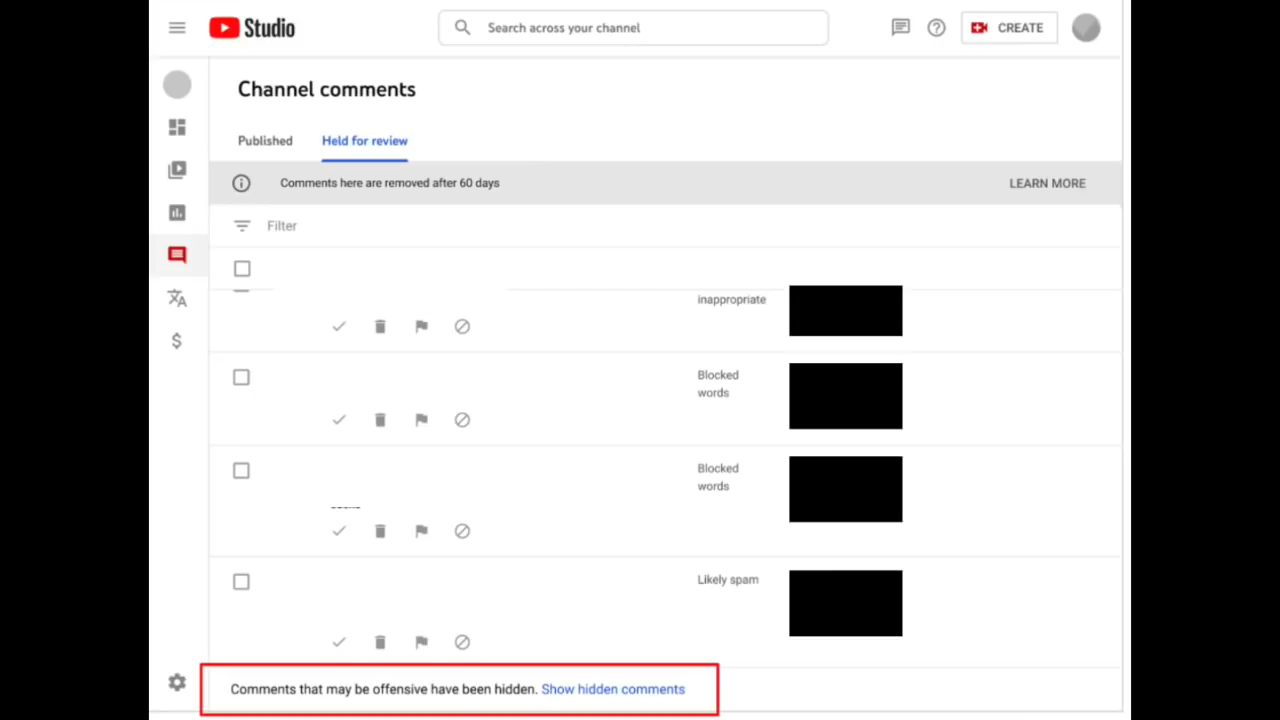 Studio
Search across your channel
CREATE
Channel comments
Published
Held for review
Comments here are removed after 60 days
LEARN MORE
Filter
inappropriate
Blocked
words
Blocked
words
Likely spam
Comments that may be offensive have been hidden. Show hidden comments